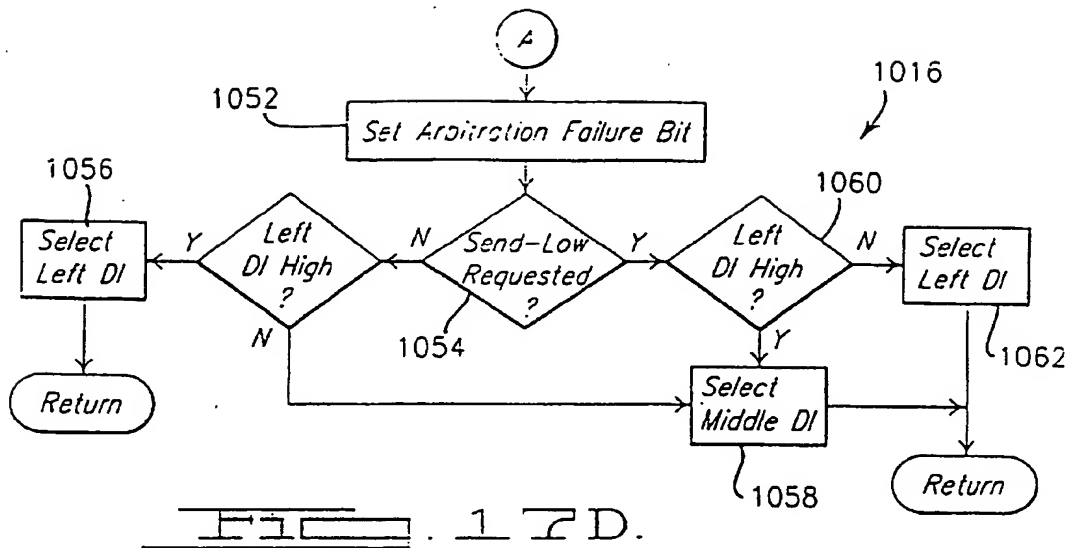 A
1016
1052
Set Arbitration Failure Bit
1056
1060
Select
Left DI
Y
Left
DI High
?
N
Send-Low
Requested
?
Y
Left
DI High
?
N
Select
Left DI
N
1054
Y
1062
Return
Select
Middle DI
1058
Return
FIG. 17D.